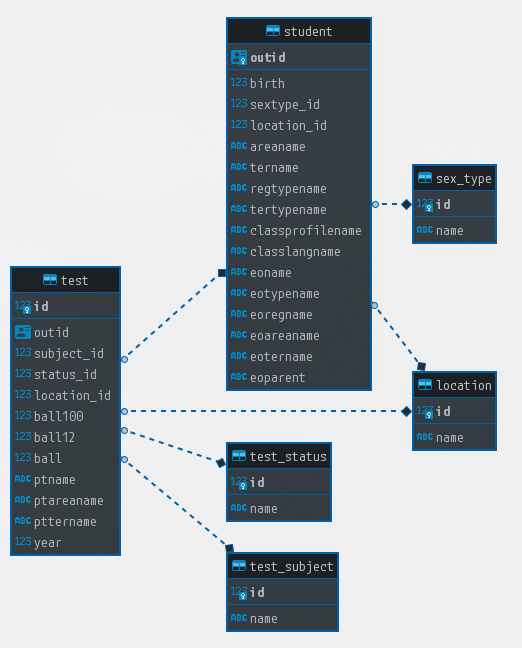 student
outid
123 birth
123 sextype_id
123 location_id
ABC areaname
ABC tername
ABC regtypename
ABC tertypename
ABC classprofilename
ABC classlangname
ABC eoname
ABC eotypename
ABC eoregname
ABC eoareaname
ABC eotername
ABC eoparent
sex_type
123 id
ABC name
test
123 id
outid
123 subject_id
123 status_id
123 location_id
123 ball100
123 ball12
123 ball
ABC ptname
ABC ptareaname
ABC pttername
123 year
location
123 id
ABC name
test_status
123 id
ABC name
test_subject
123 id
ABC name